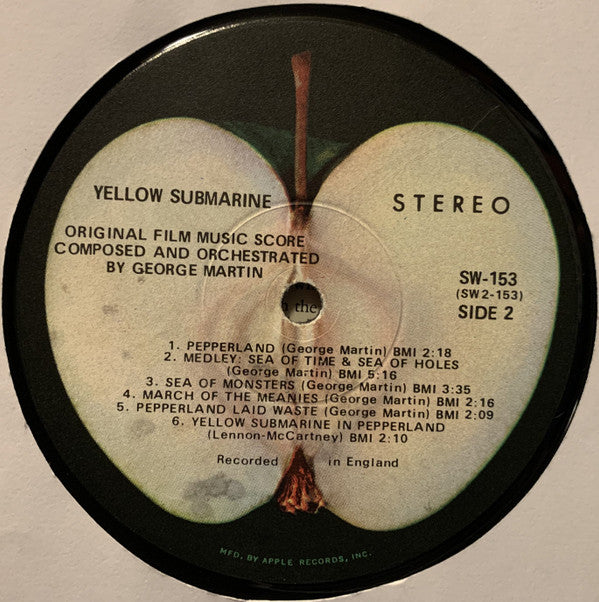 YELLOW SUBMARINE
STEREO
ORIGINAL FILM MUSIC SCORE
COMPOSED AND ORCHESTRATED
BY GEORGE MARTIN
SW-153
(SW2-153)
SIDE 2
the
1. PEPPERLAND (George Martin) BMI 2:18
2. MEDLEY: SEA OF TIME & SEA OF HOLES
(George Martin) BMI 5:16
3. SEA OF MONSTERS (George Martin) BMI 3:35
4. MARCH OF THE MEANIES (George Martin) BMI 2:16
5. PEPPERLAND LAID WASTE (George Martin) BMI 2:09
6. YELLOW SUBMARINE IN PEPPERLAND
(Lennon-McCartney) BMI 2:10
Recorded in England
MFD. BY APPLE RECORDS, INC.